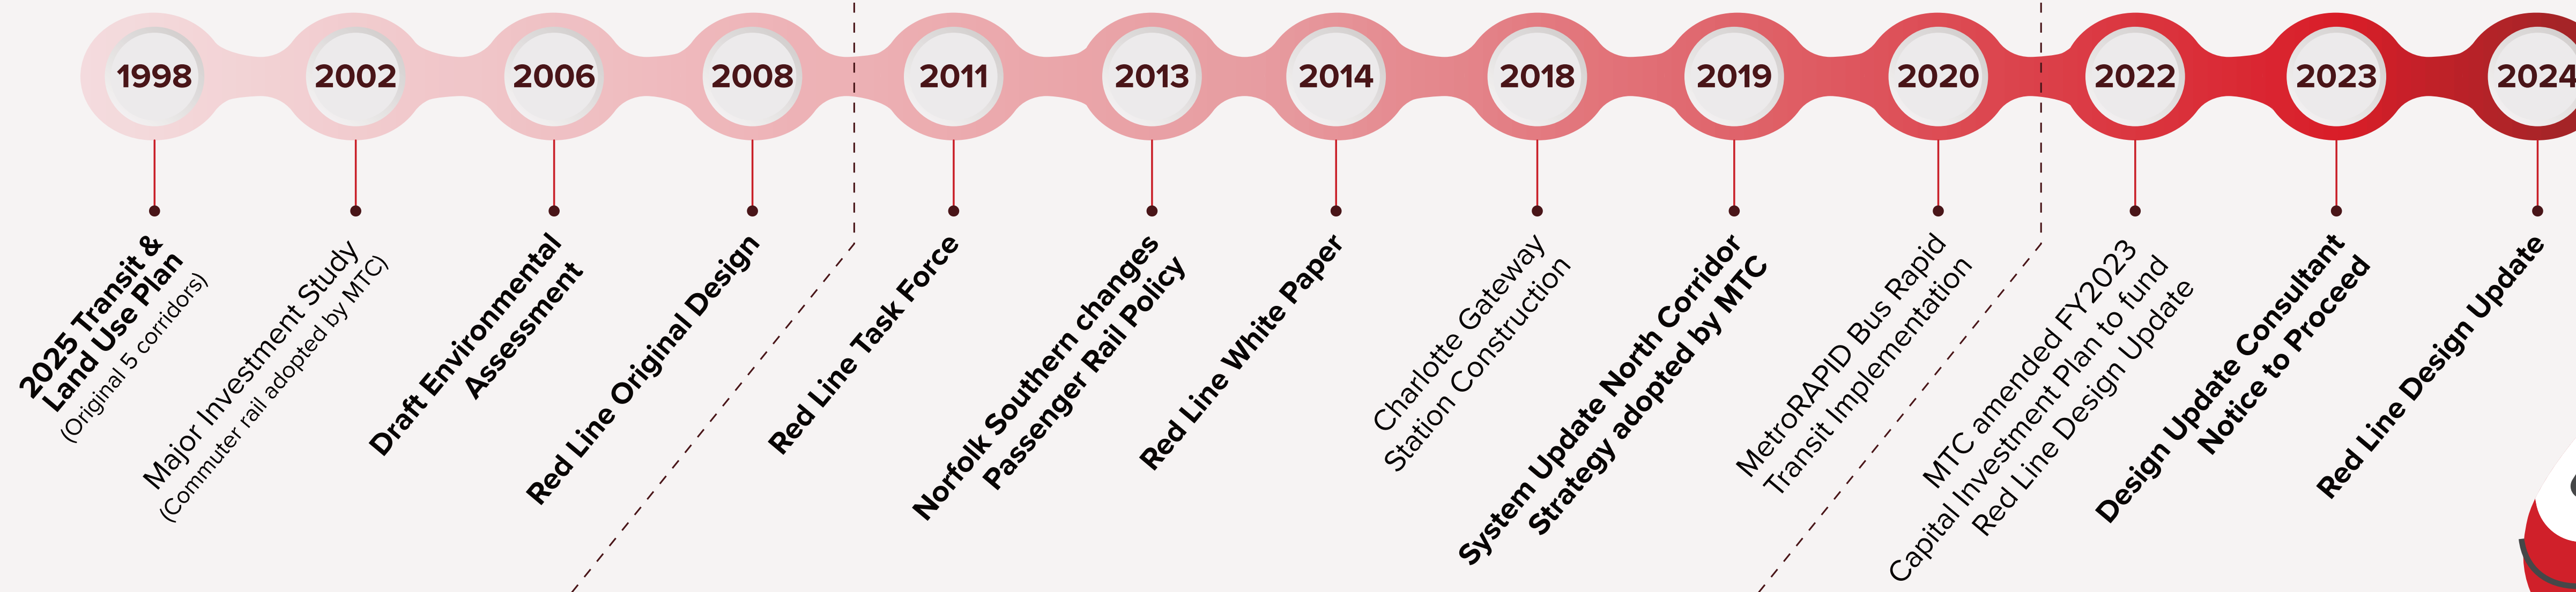 1998
2002
2006
2008
2011
2013
2014
2018
2019
2020
2022
2023
2024
2025 Transit &
Land Use Plan
(Original 5 corridors)
Major Investment Study
(Commuter rail adopted by MTC)
Draft Environmental
Assessment
Red Line Original Design
Red Line Task Force
Norfolk Southern changes
Passenger Rail Policy
Red Line White Paper
Charlotte Gateway
Station Construction
System Update North Corridor
Strategy adopted by MTC
MetroRAPID Bus Rapid
Transit Implementation
MTC amended FY2023
Capital Investment Plan to fund
Red Line Design Update
Design Update Consultant
Notice to Proceed
Red Line Design Update